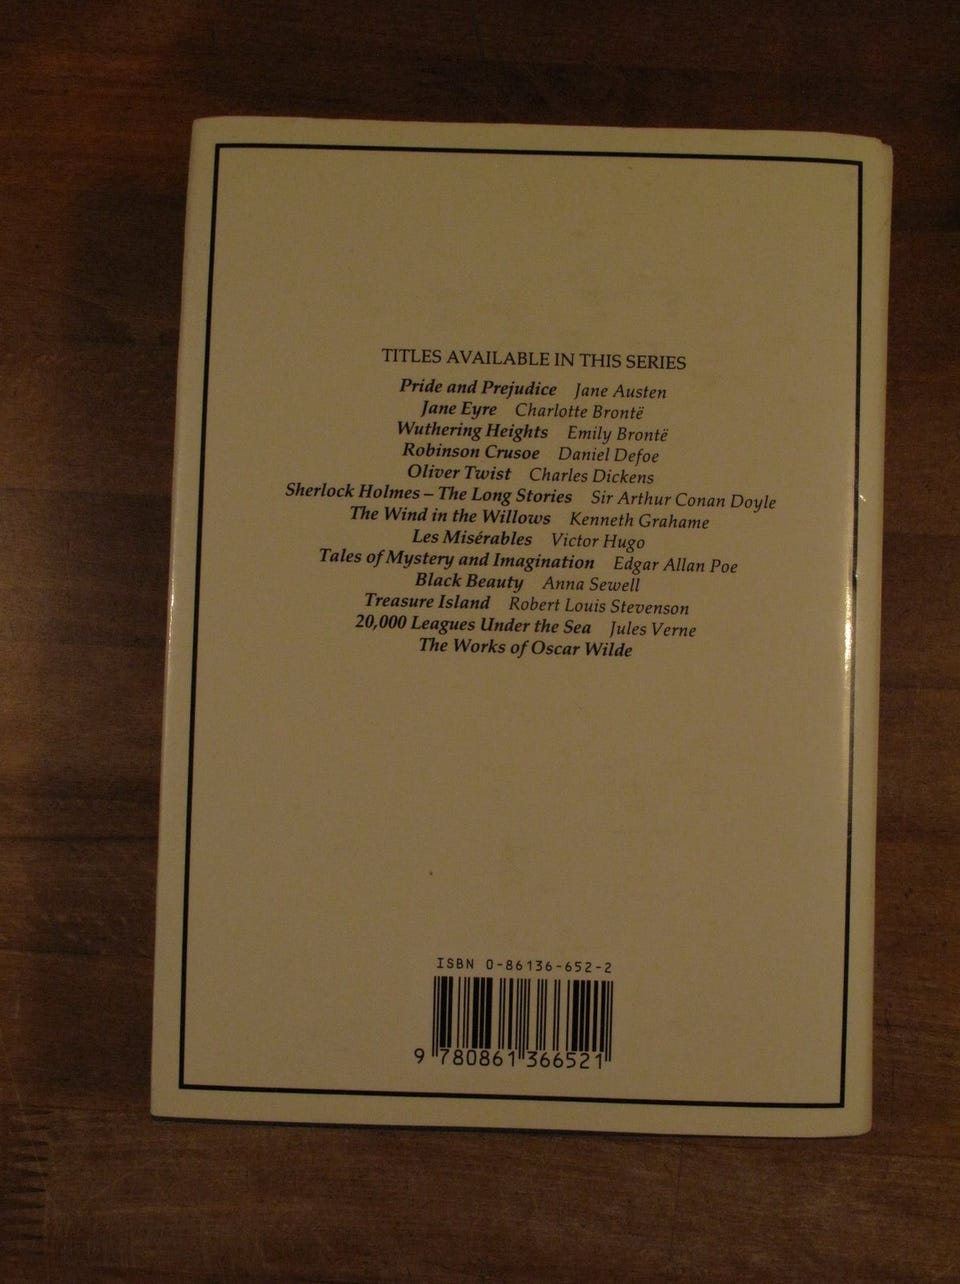 TITLES AVAILABLE IN THIS SERIES
Pride and Prejudice Jane Austen
Jane Eyre Charlotte Brontë
Wuthering Heights Emily Brontë
Robinson Crusoe Daniel Defoe
Oliver Twist Charles Dickens
Sherlock Holmes – The Long Stories Sir Arthur Conan Doyle
The Wind in the Willows Kenneth Grahame
Les Misérables Victor Hugo
Tales of Mystery and Imagination Edgar Allan Poe
Black Beauty Anna Sewell
Treasure Island Robert Louis Stevenson
20,000 Leagues Under the Sea Jules Verne
The Works of Oscar Wilde
ISBN 0-86136-652-2
9 780861 366521